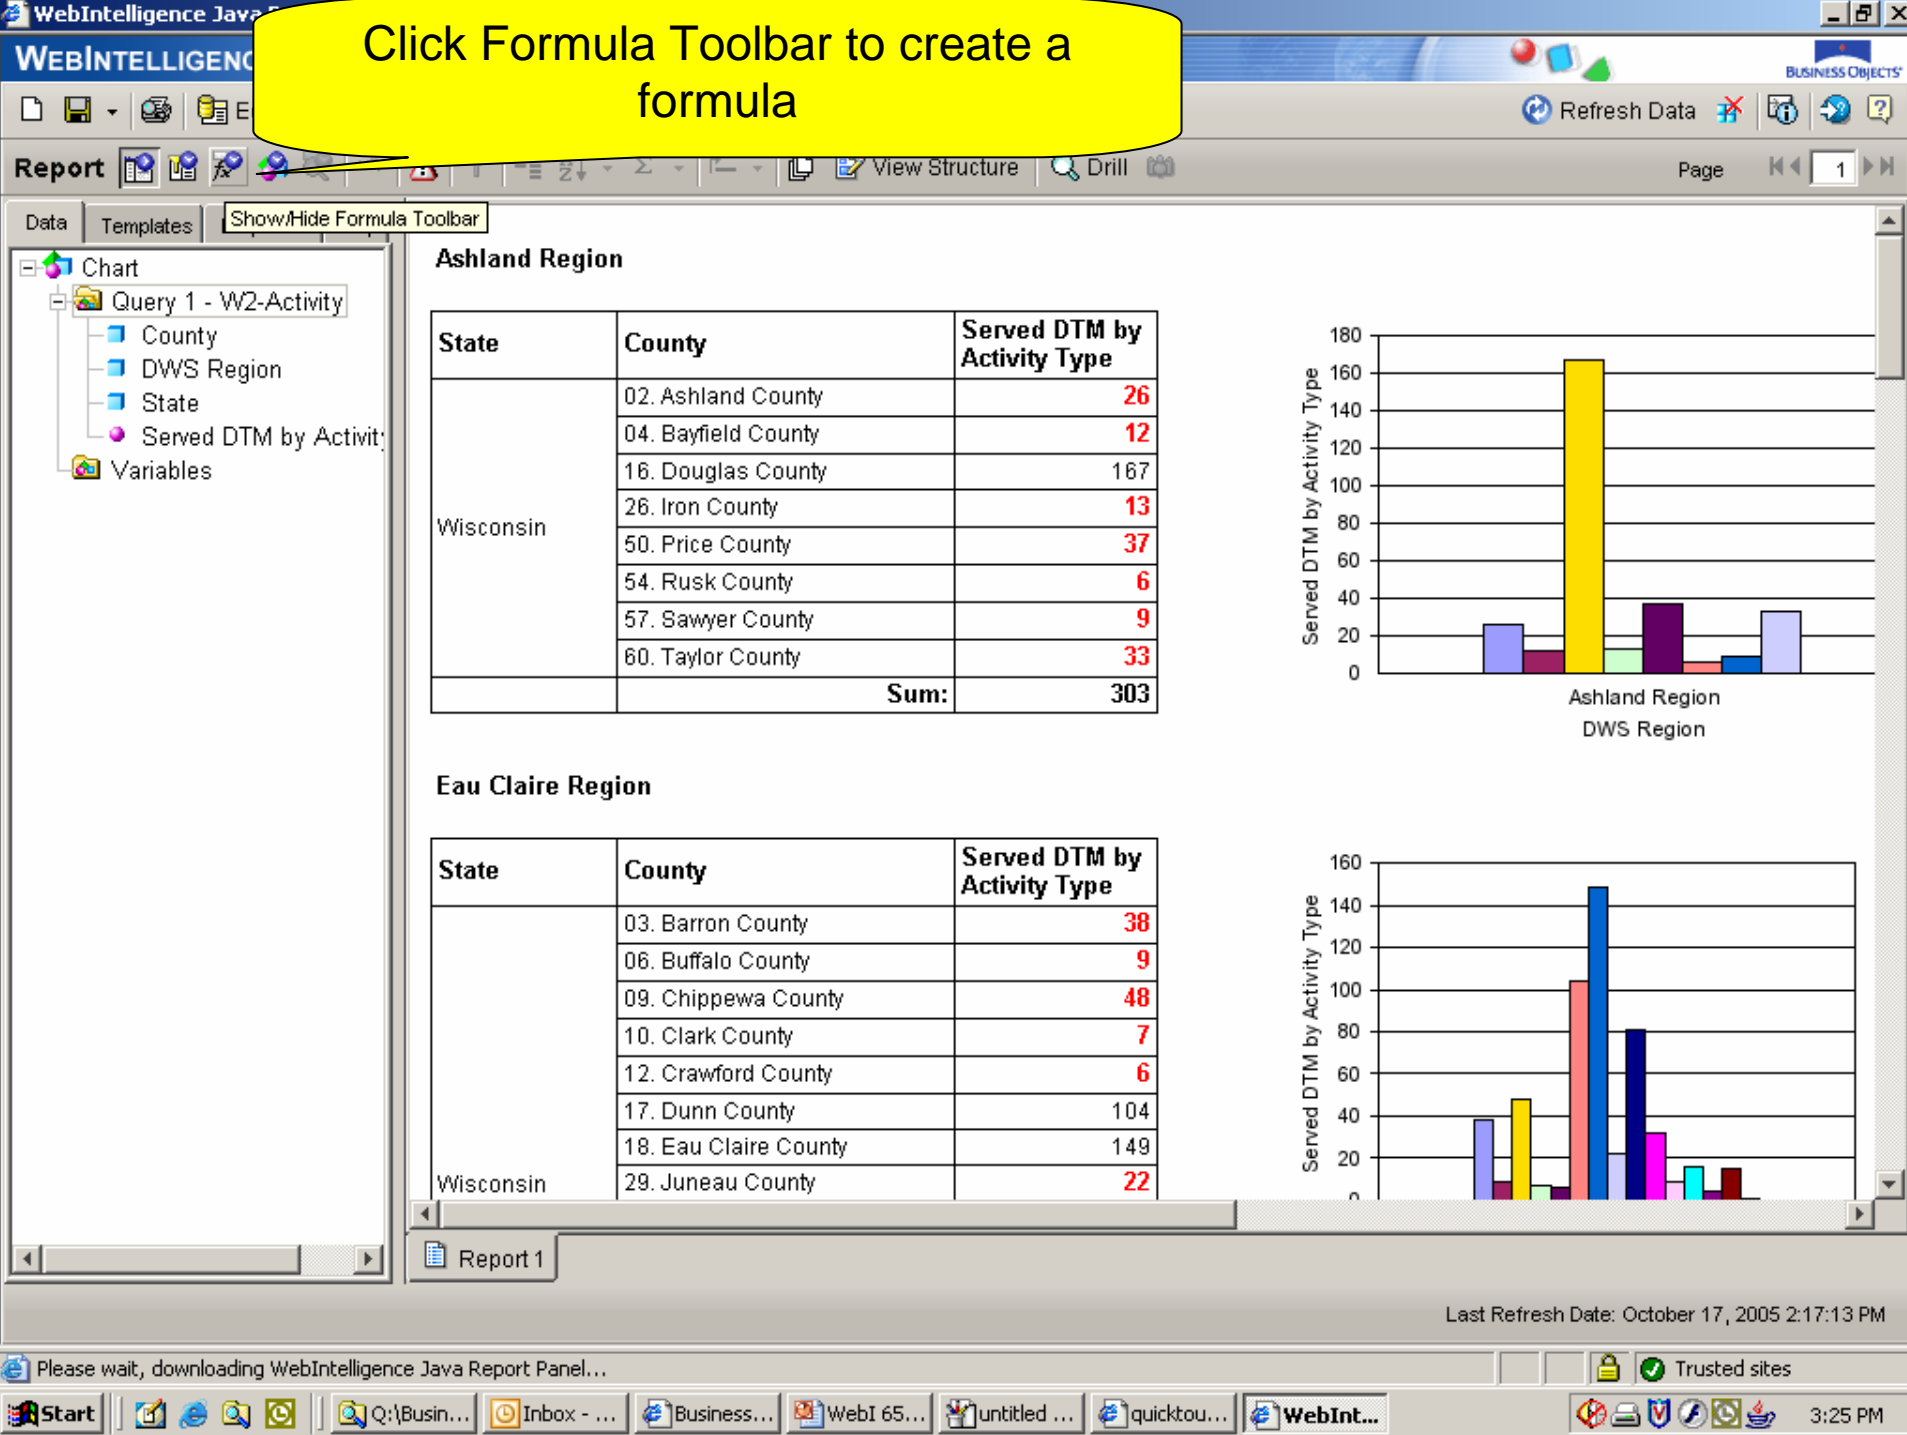 WebIntelligence Java
Click Formula Toolbar to create a
formula
WEBINTELLIGENC
BUSINESS OBJECTS
Refresh Data
Report
View Structure
Drill
Page
1
Show/Hide Formula Toolbar
Data
Templates
Chart
Query 1 - W2-Activity
County
DWS Region
State
Served DTM by Activit
Variables
Ashland Region
State County Served DTM by Activity Type
Wisconsin
02. Ashland County 26
04. Bayfield County 12
16. Douglas County 167
26. Iron County 13
50. Price County 37
54. Rusk County 6
57. Sawyer County 9
60. Taylor County 33
Sum: 303
Served DTM by Activity Type
180
160
140
120
100
80
60
40
20
0
Ashland Region
DWS Region
Eau Claire Region
State County Served DTM by Activity Type
03. Barron County 38
06. Buffalo County 9
09. Chippewa County 48
10. Clark County 7
12. Crawford County 6
17. Dunn County 104
18. Eau Claire County 149
Wisconsin
29. Juneau County 22
Served DTM by Activity Type
160
140
120
100
80
60
40
20
Report 1
Last Refresh Date: October 17, 2005 2:17:13 PM
Please wait, downloading WebIntelligence Java Report Panel...
Trusted sites
Start
Q:\Busin...
Inbox - ...
Business...
WebI 65...
untitled ...
quicktou...
WebInt...
3:25 PM